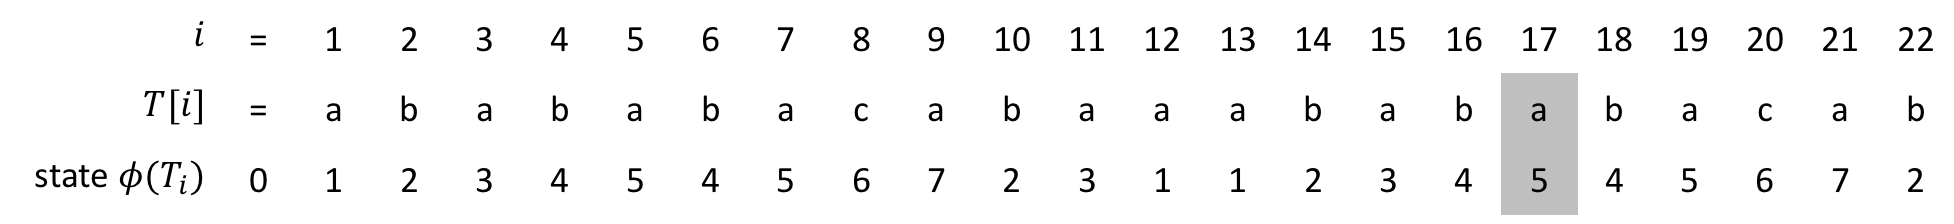 i = 1 2 3 4 5 6 7 8 9 10 11 12 13 14 15 16 17 18 19 20 21 22
T[i] = a b a b a b a c a b a a a b a b a b a c a b
state ϕ(Tᵢ) 0 1 2 3 4 5 4 5 6 7 2 3 1 1 2 3 4 5 4 5 6 7 2